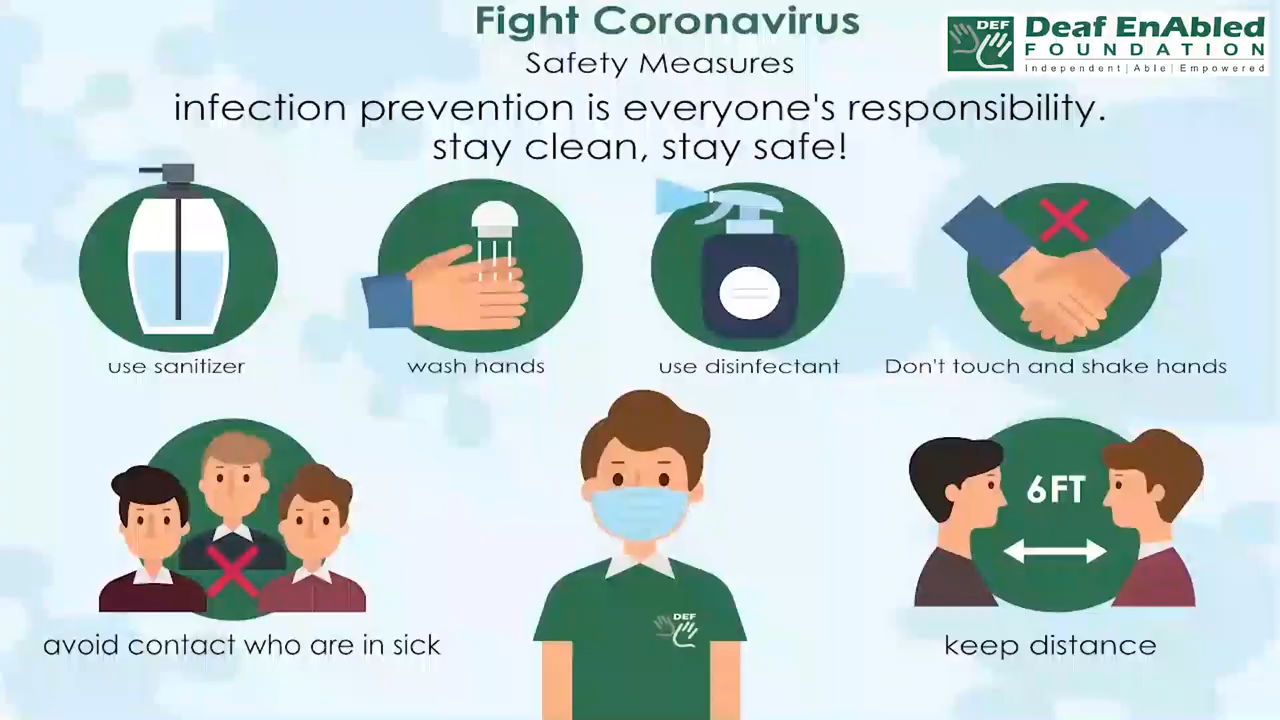 Fight Coronavirus
Safety Measures
infection prevention is everyone's responsibility.
stay clean, stay safe!
DEF
Deaf EnAbled
FOUNDATION
Independent | Able | Empowered
use sanitizer
wash hands
use disinfectant
Don't touch and shake hands
6FT
DEF
avoid contact who are in sick
keep distance